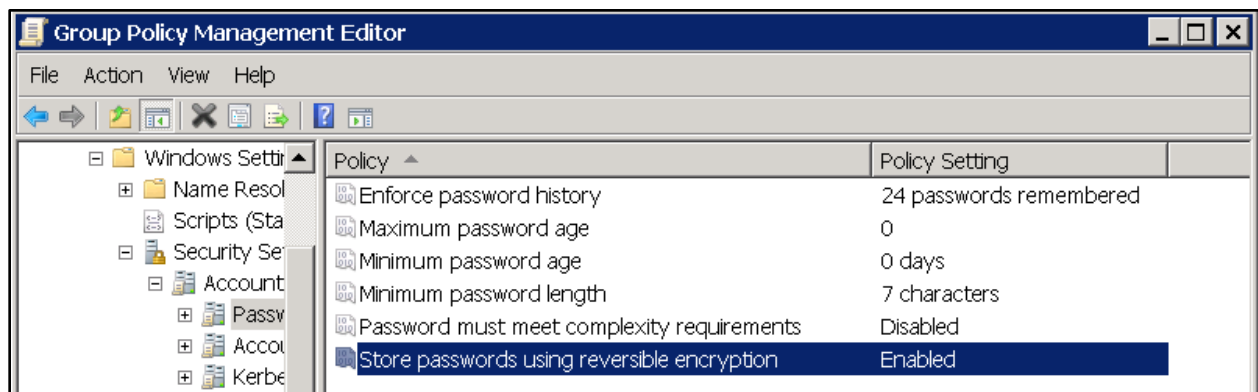 Group Policy Management Editor
File Action View Help
Windows Settir
Policy Policy Setting
Name Resol
Enforce password history 24 passwords remembered
Scripts (Sta
Maximum password age 0
Security Se
Minimum password age 0 days
Account
Minimum password length 7 characters
Passw
Password must meet complexity requirements Disabled
Accou
Store passwords using reversible encryption Enabled
Kerbe